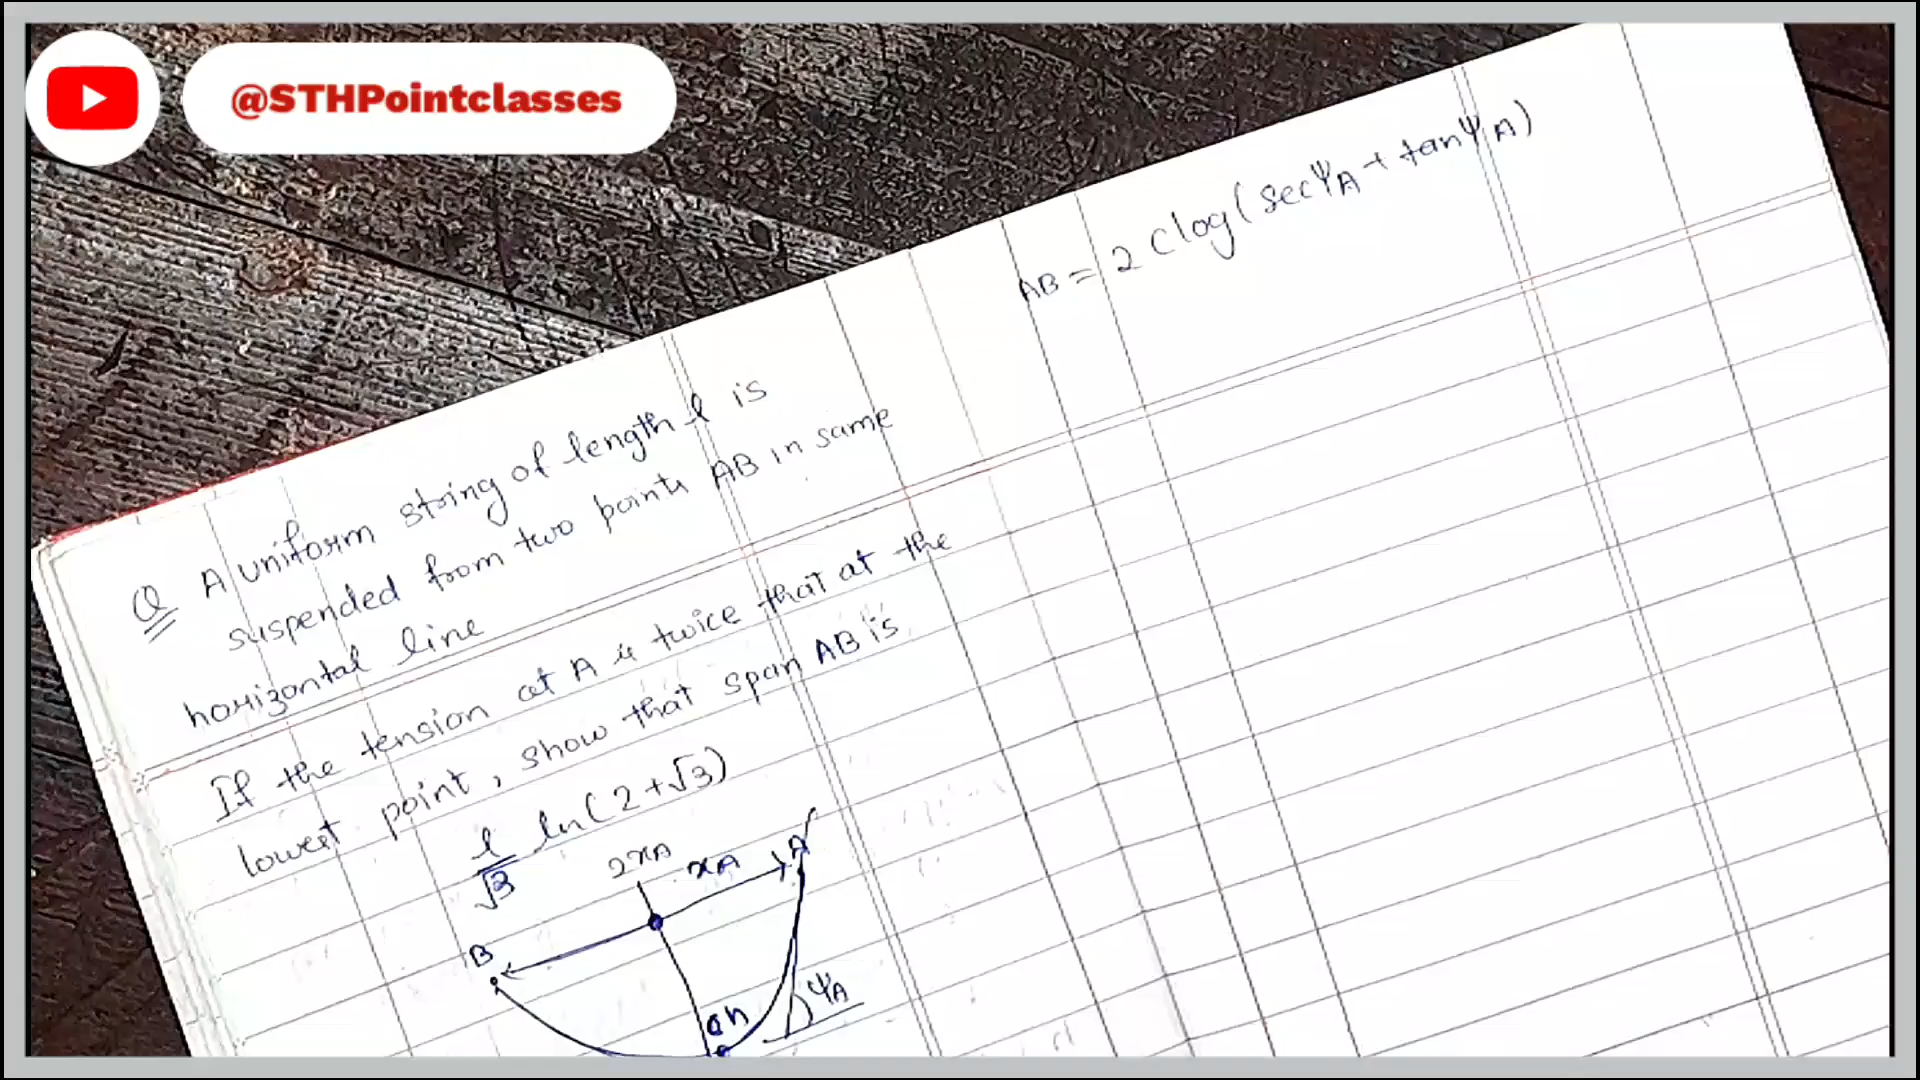 @STHPointclasses
AB = 2 C log(secΨA + tanΨA)
Q A uniform string of length l is
suspended from two points AB in same
horizontal line
If the tension at A is twice that at the
lowest point, show that span AB is
l/√3 ln(2+√3)
2xA
xA
A
B
ΨA